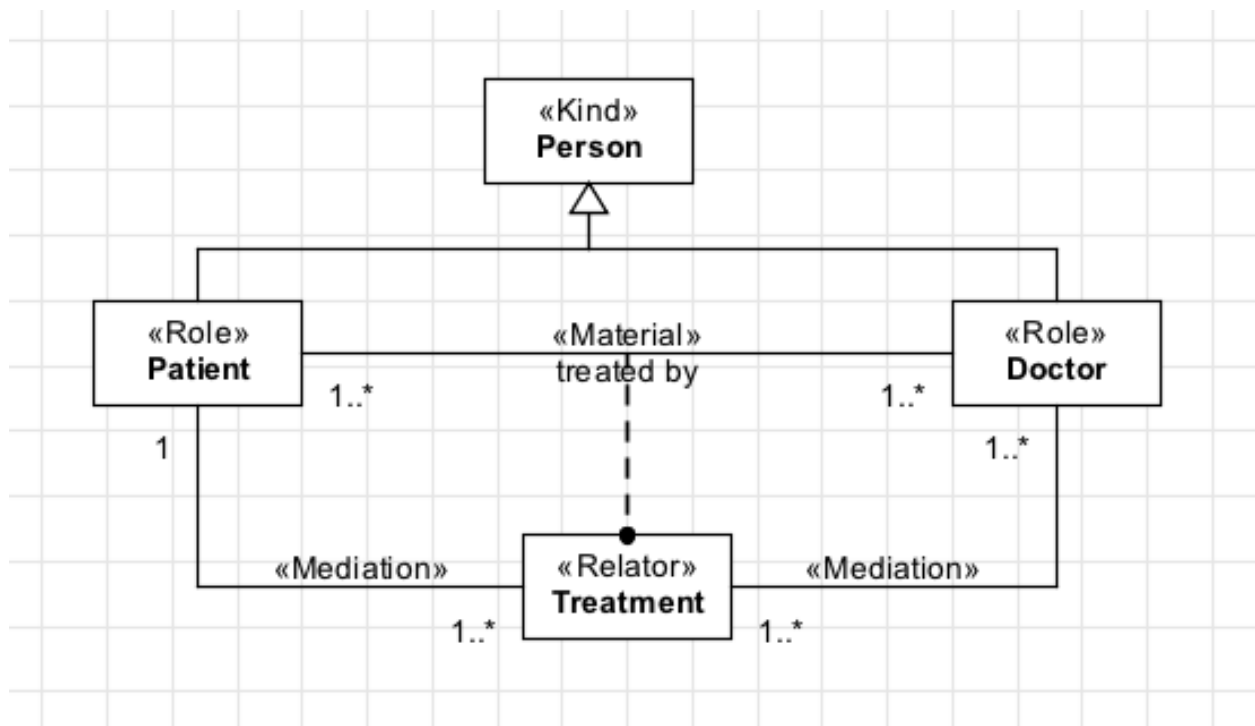 «Kind»
Person
«Role»
Patient
«Material»
treated by
«Role»
Doctor
1..*
1..*
1
1..*
«Mediation»
«Relator»
Treatment
«Mediation»
1..*
1..*